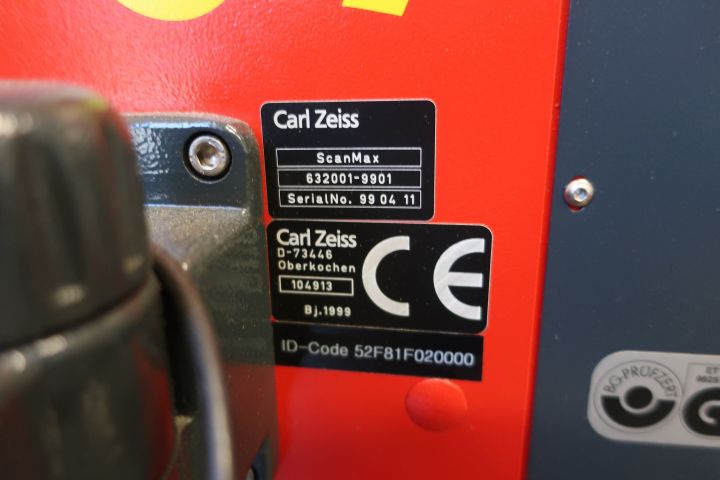 Carl Zeiss
ScanMax
632001-9901
SerialNo. 99 04 11
Carl Zeiss
D-73446
Oberkochen
104913
Bj.1999
CE
ID-Code 52F81F020000
BG-PRÜFZERT
ET